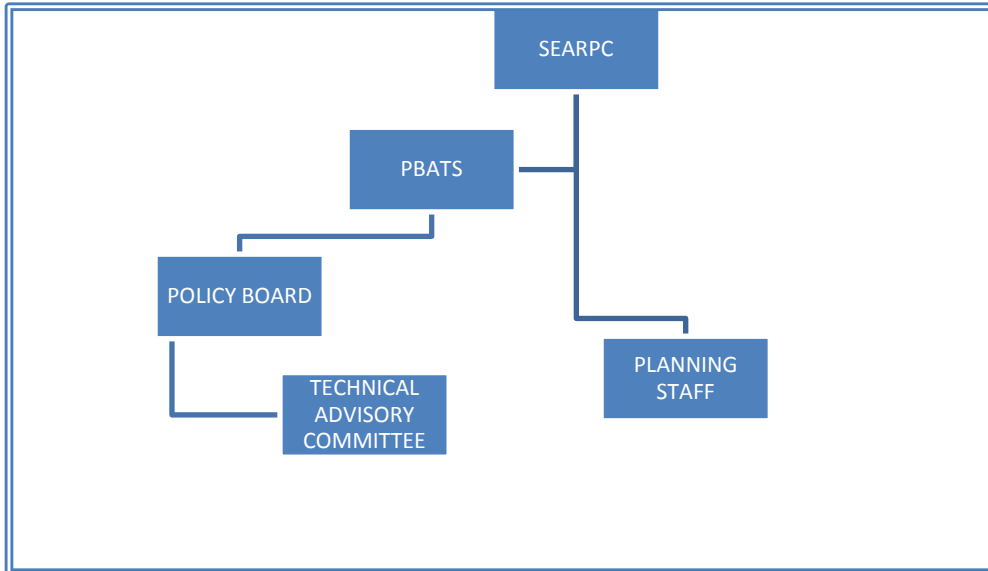 SEARPC
PBATS
POLICY BOARD
PLANNING
STAFF
TECHNICAL
ADVISORY
COMMITTEE